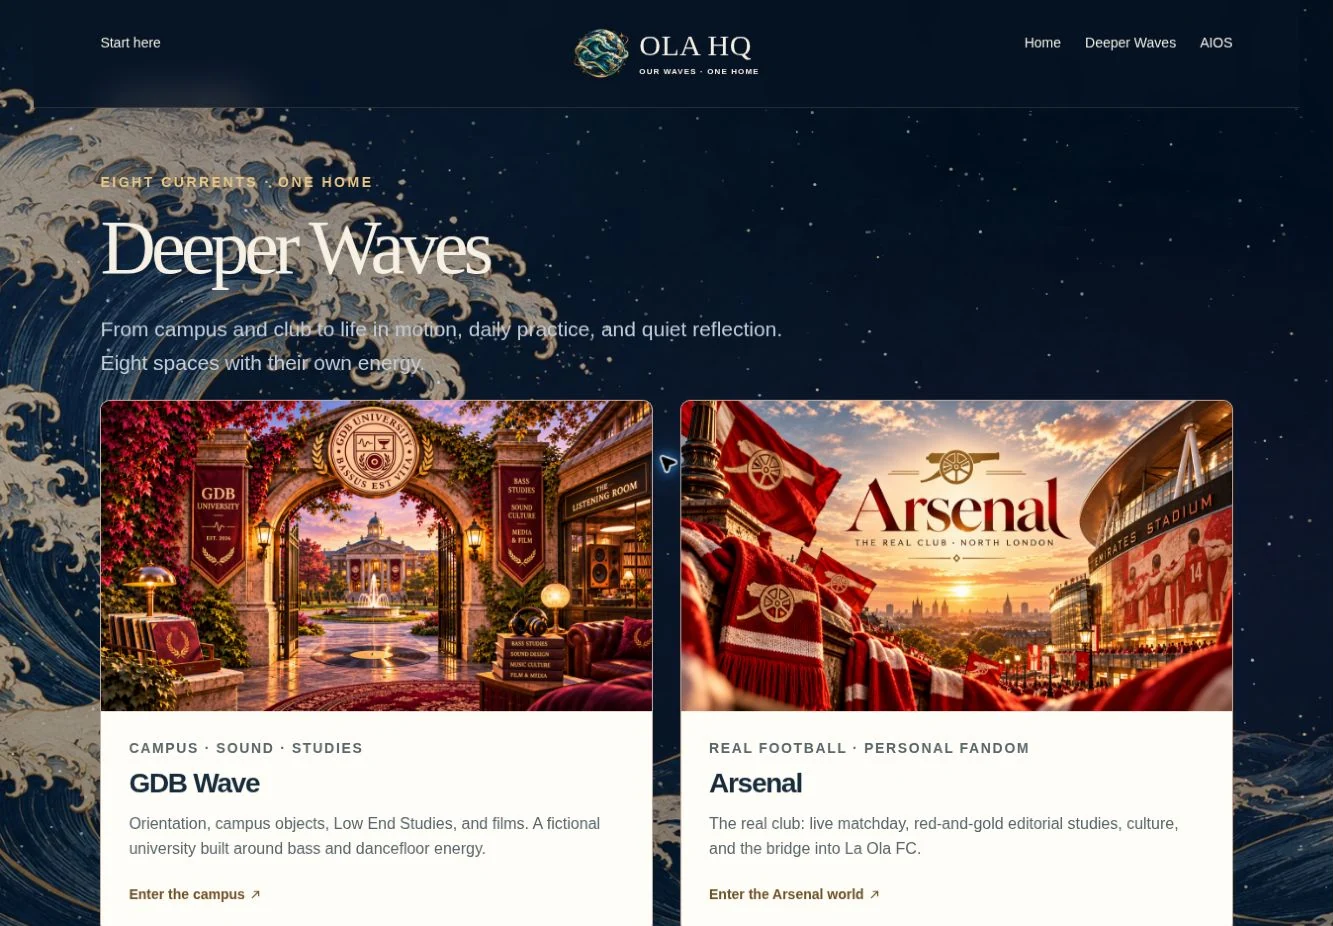 Start here
OLA HQ
OUR WAVES · ONE HOME
Home Deeper Waves AIOS
EIGHT CURRENTS · ONE HOME
Deeper Waves
From campus and club to life in motion, daily practice, and quiet reflection.
Eight spaces with their own energy.
GDB UNIVERSITY
BASSUS EST VITA
GDB
UNIVERSITY
EST. 2026
BASS
STUDIES
SOUND
CULTURE
MEDIA
& FILM
THE
LISTENING ROOM
BASS STUDIES
SOUND DESIGN
MUSIC CULTURE
FILM & MEDIA
Arsenal
THE REAL CLUB · NORTH LONDON
EMIRATES STADIUM
14
CAMPUS · SOUND · STUDIES
GDB Wave
Orientation, campus objects, Low End Studies, and films. A fictional
university built around bass and dancefloor energy.
Enter the campus ↗
REAL FOOTBALL · PERSONAL FANDOM
Arsenal
The real club: live matchday, red-and-gold editorial studies, culture,
and the bridge into La Ola FC.
Enter the Arsenal world ↗